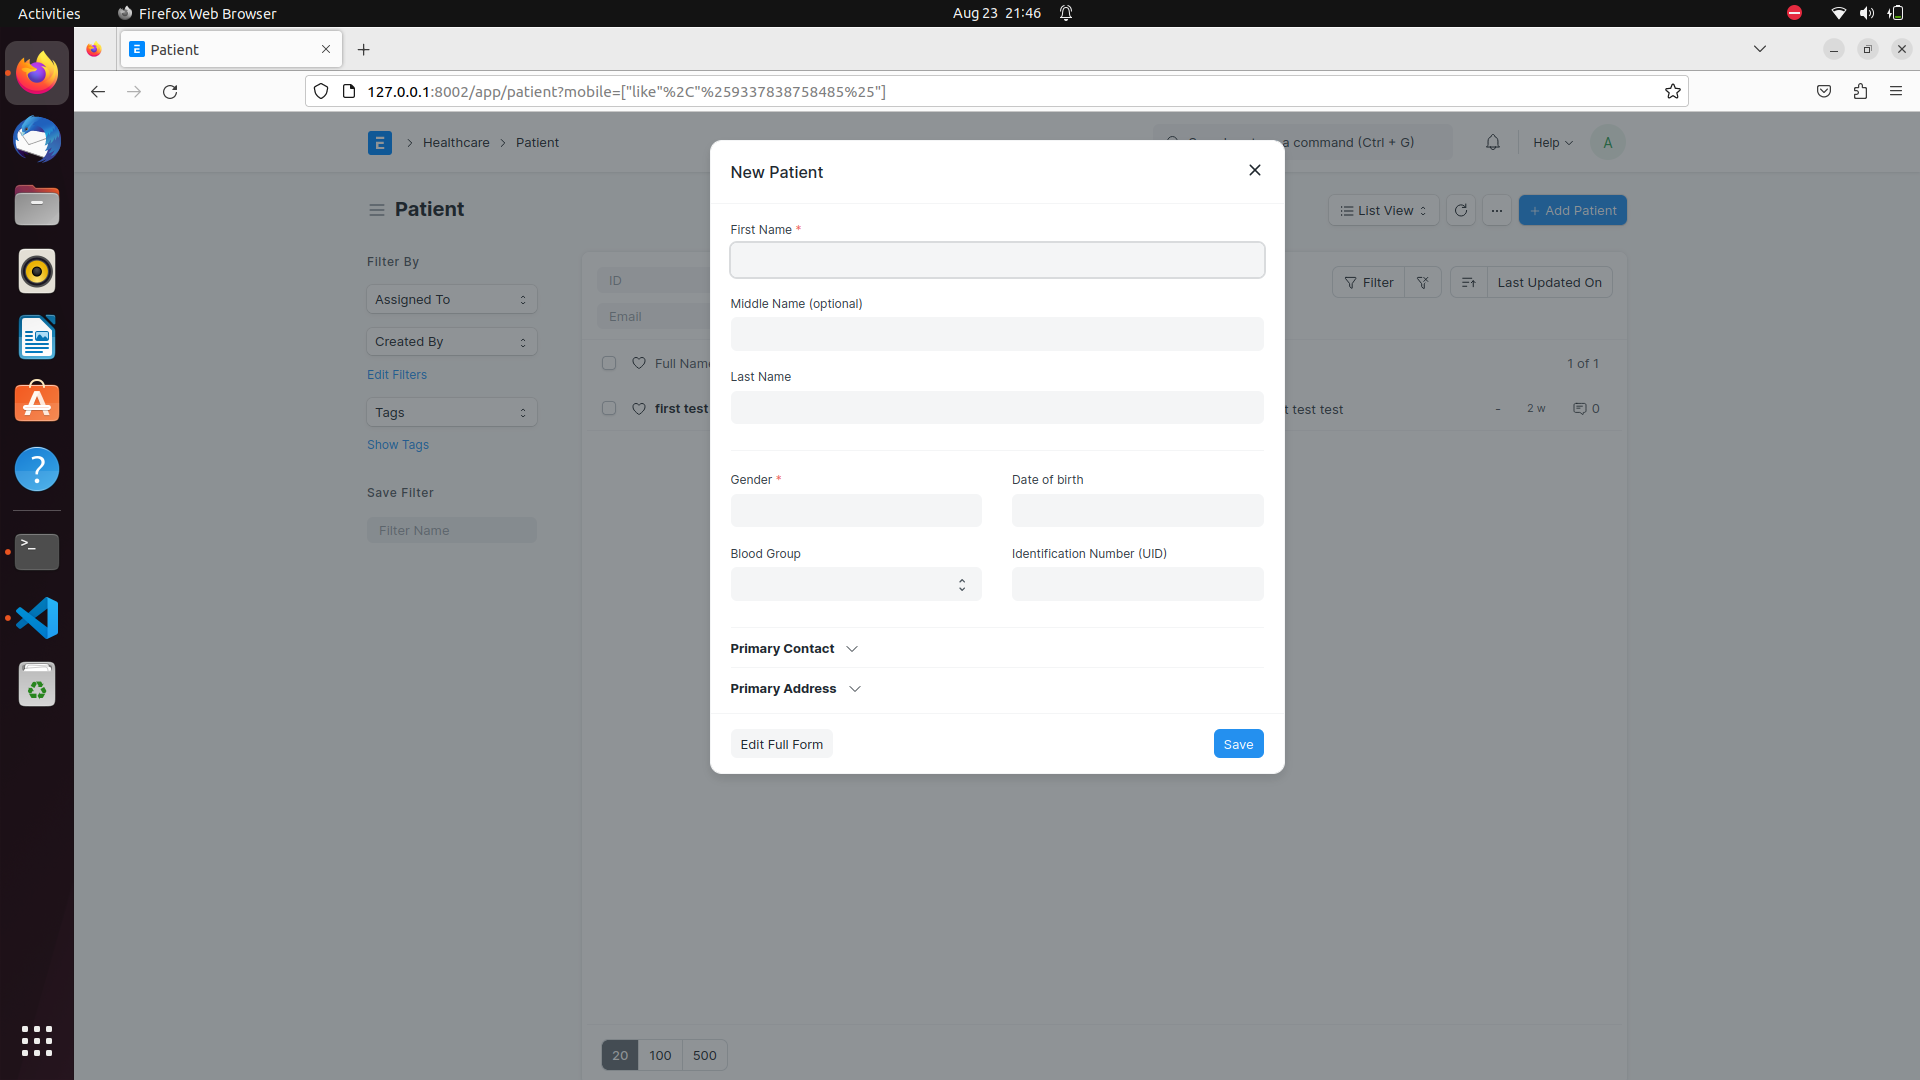 Activities
Firefox Web Browser
Aug 23 21:46
Patient
127.0.0.1:8002/app/patient?mobile=["like"%2C"%259337838758485%25"]
Healthcare
Patient
a command (Ctrl + G)
Help
A
Patient
List View
Add Patient
Filter By
Assigned To
Created By
Edit Filters
Tags
Show Tags
Save Filter
Filter Name
ID
Email
Filter
Last Updated On
Full Name
1 of 1
first test
t test test
-
2 w
0
New Patient
First Name *
Middle Name (optional)
Last Name
Gender *
Date of birth
Blood Group
Identification Number (UID)
Primary Contact
Primary Address
Edit Full Form
Save
20
100
500